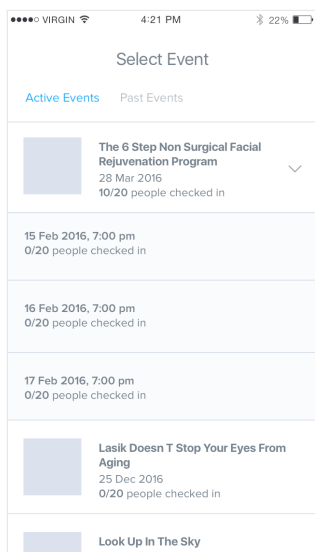 VIRGIN 4:21 PM 22%
Select Event
Active Events Past Events
The 6 Step Non Surgical Facial
Rejuvenation Program
28 Mar 2016
10/20 people checked in
15 Feb 2016, 7:00 pm
0/20 people checked in
16 Feb 2016, 7:00 pm
0/20 people checked in
17 Feb 2016, 7:00 pm
0/20 people checked in
Lasik Doesn T Stop Your Eyes From
Aging
25 Dec 2016
0/20 people checked in
Look Up In The Sky